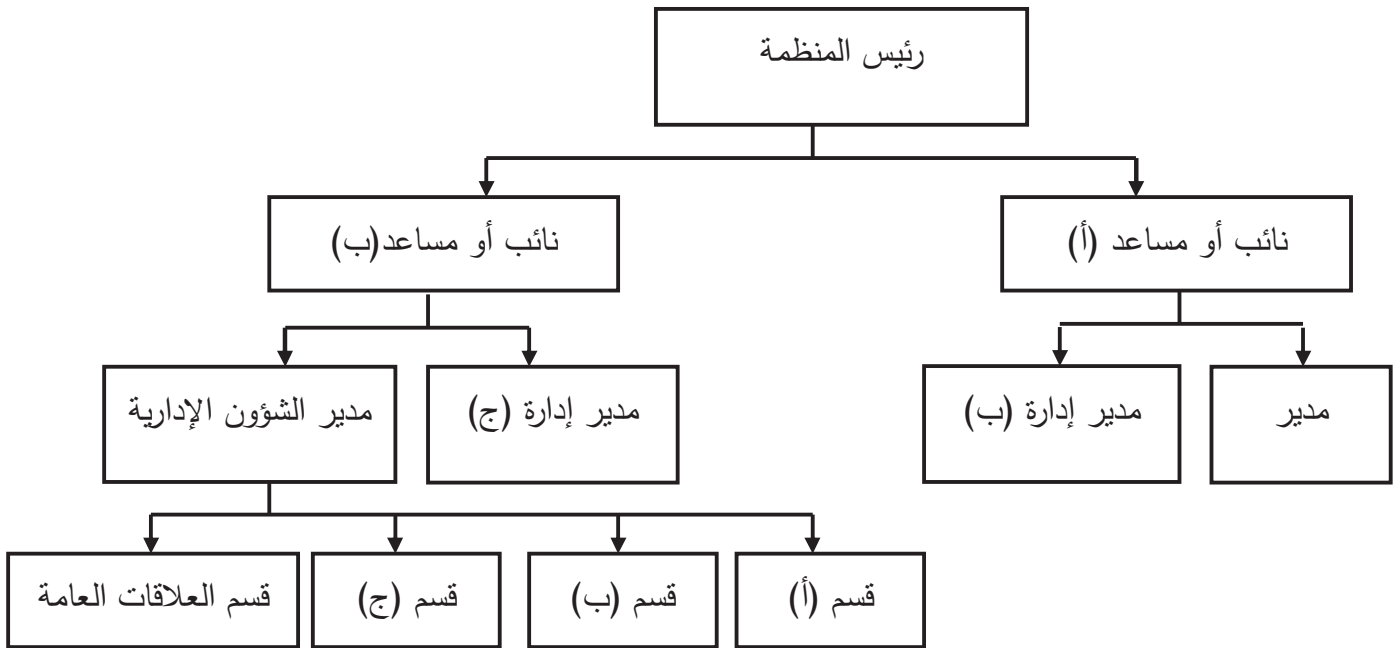 رئيس المنظمة
نائب أو مساعد (أ)
نائب أو مساعد(ب)
مدير
مدير إدارة (ب)
مدير إدارة (ج)
مدير الشؤون الإدارية
قسم (أ)
قسم (ب)
قسم (ج)
قسم العلاقات العامة